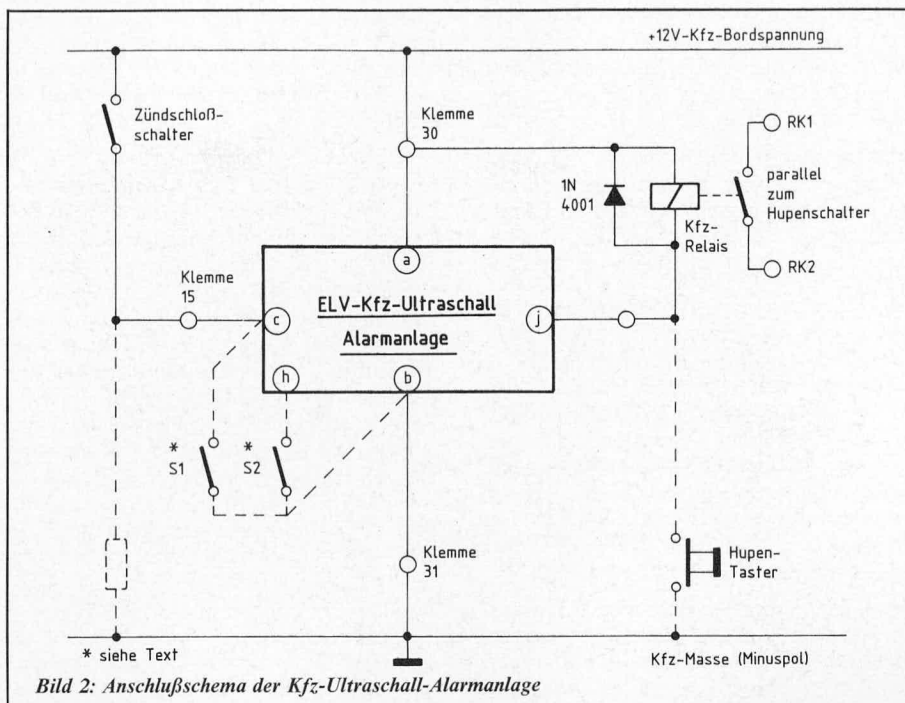 +12V-Kfz-Bordspannung
Zündschloß-
schalter
Klemme
30
RK1
1N
4001
parallel
zum
Hupenschalter
Kfz-
Relais
RK2
a
Klemme
15
c
ELV-Kfz-Ultraschall
Alarmanlage
j
h
b
*
S1
*
S2
Klemme
31
Hupen-
Taster
* siehe Text
Kfz-Masse (Minuspol)
Bild 2: Anschlußschema der Kfz-Ultraschall-Alarmanlage